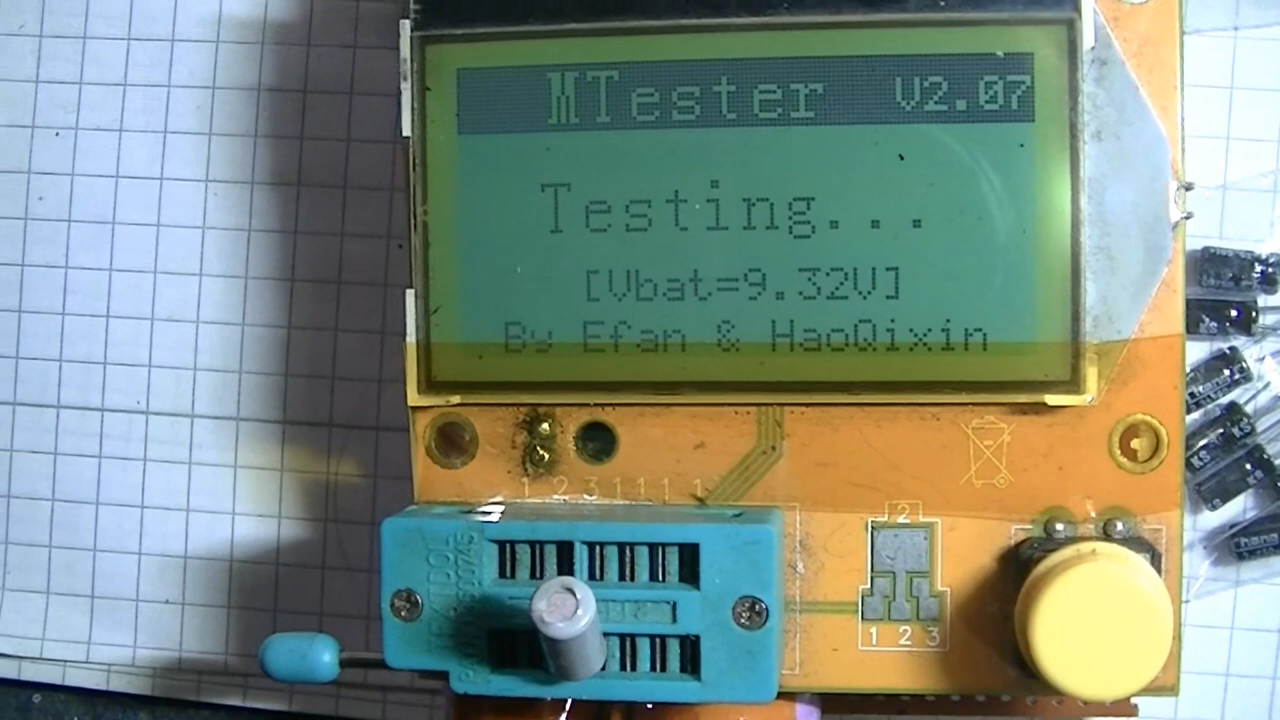 MTester V2.07
Testing...
[Vbat=9.32V]
By Efan & HaoQixin
1 2 3 1 1 1 1
2
1 2 3
KS